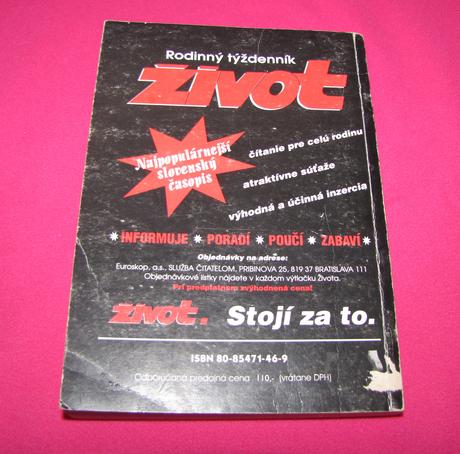 Rodinný týždenník
život
Najpopulárnejší
slovenský
časopis
čítanie pre celú rodinu
atraktívne súťaže
výhodná a účinná inzercia
* INFORMUJE * PORADÍ * POUČÍ * ZABAVÍ *
Objednávky na adrese:
Euroskop, a.s., SLUŽBA ČITATEĽOM, PRIBINOVA 25, 819 37 BRATISLAVA 111
Objednávkové lístky nájdete v každom výtlačku Života.
Pri predplatnom zvýhodnená cena!
život. Stojí za to.
ISBN 80-85471-46-9
Odporúčaná predajná cena 110,- (vrátane DPH)